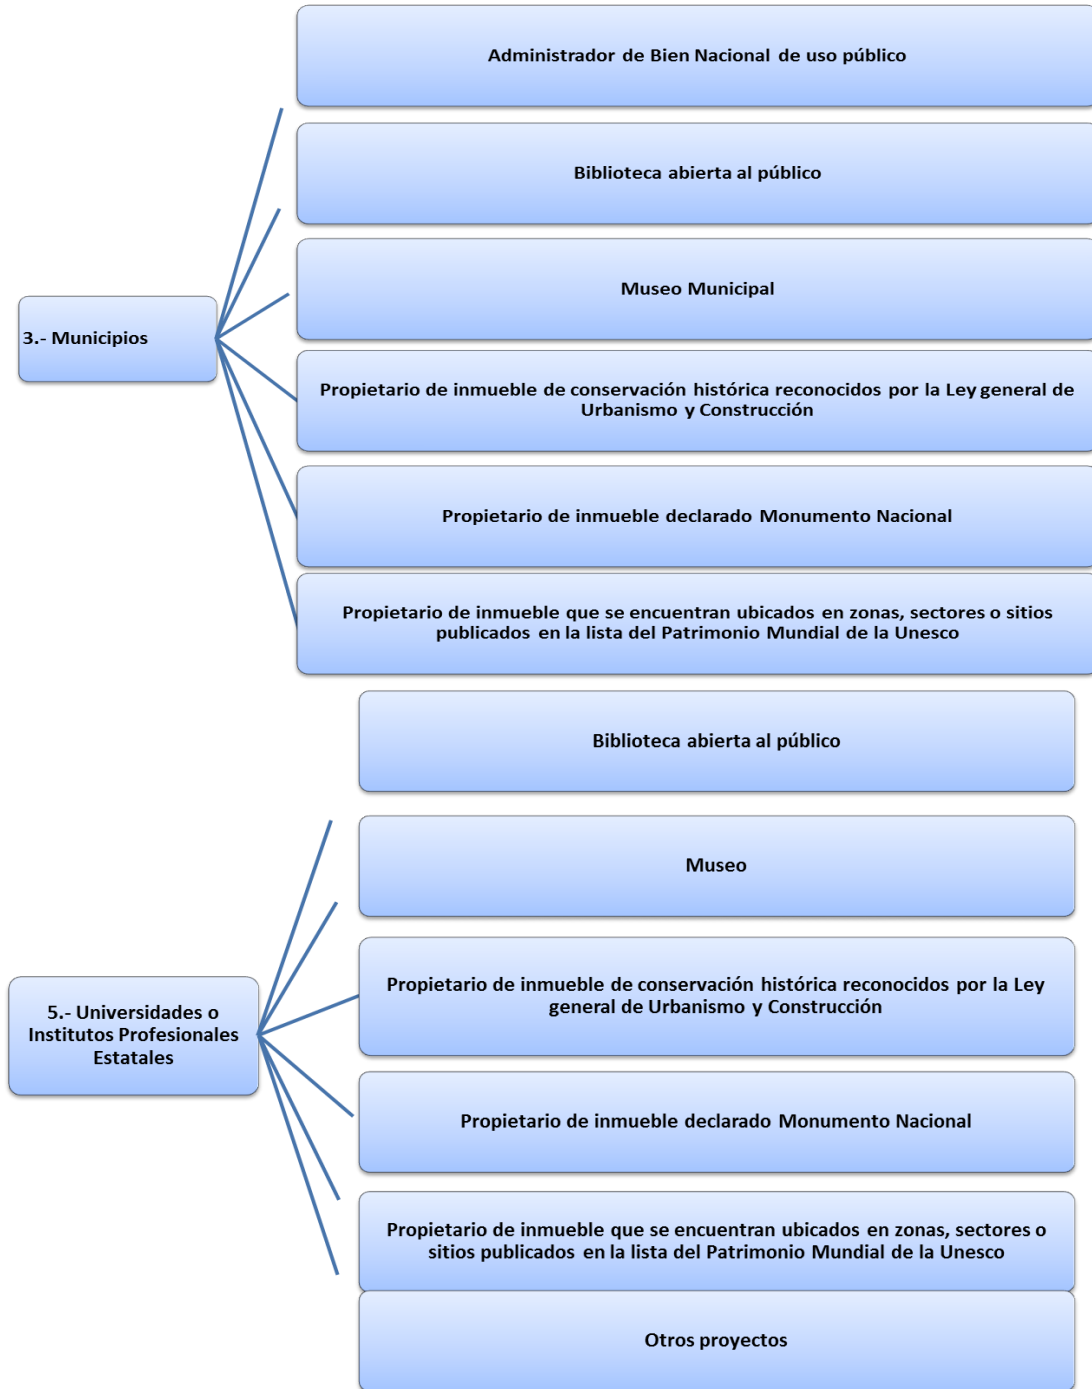 Administrador de Bien Nacional de uso público
Biblioteca abierta al público
Museo Municipal
3.- Municipios
Propietario de inmueble de conservación histórica reconocidos por la Ley general de
Urbanismo y Construcción
Propietario de inmueble declarado Monumento Nacional
Propietario de inmueble que se encuentran ubicados en zonas, sectores o sitios
publicados en la lista del Patrimonio Mundial de la Unesco
Biblioteca abierta al público
Museo
Propietario de inmueble de conservación histórica reconocidos por la Ley
general de Urbanismo y Construcción
5.- Universidades o
Institutos Profesionales
Estatales
Propietario de inmueble declarado Monumento Nacional
Propietario de inmueble que se encuentran ubicados en zonas, sectores o
sitios publicados en la lista del Patrimonio Mundial de la Unesco
Otros proyectos